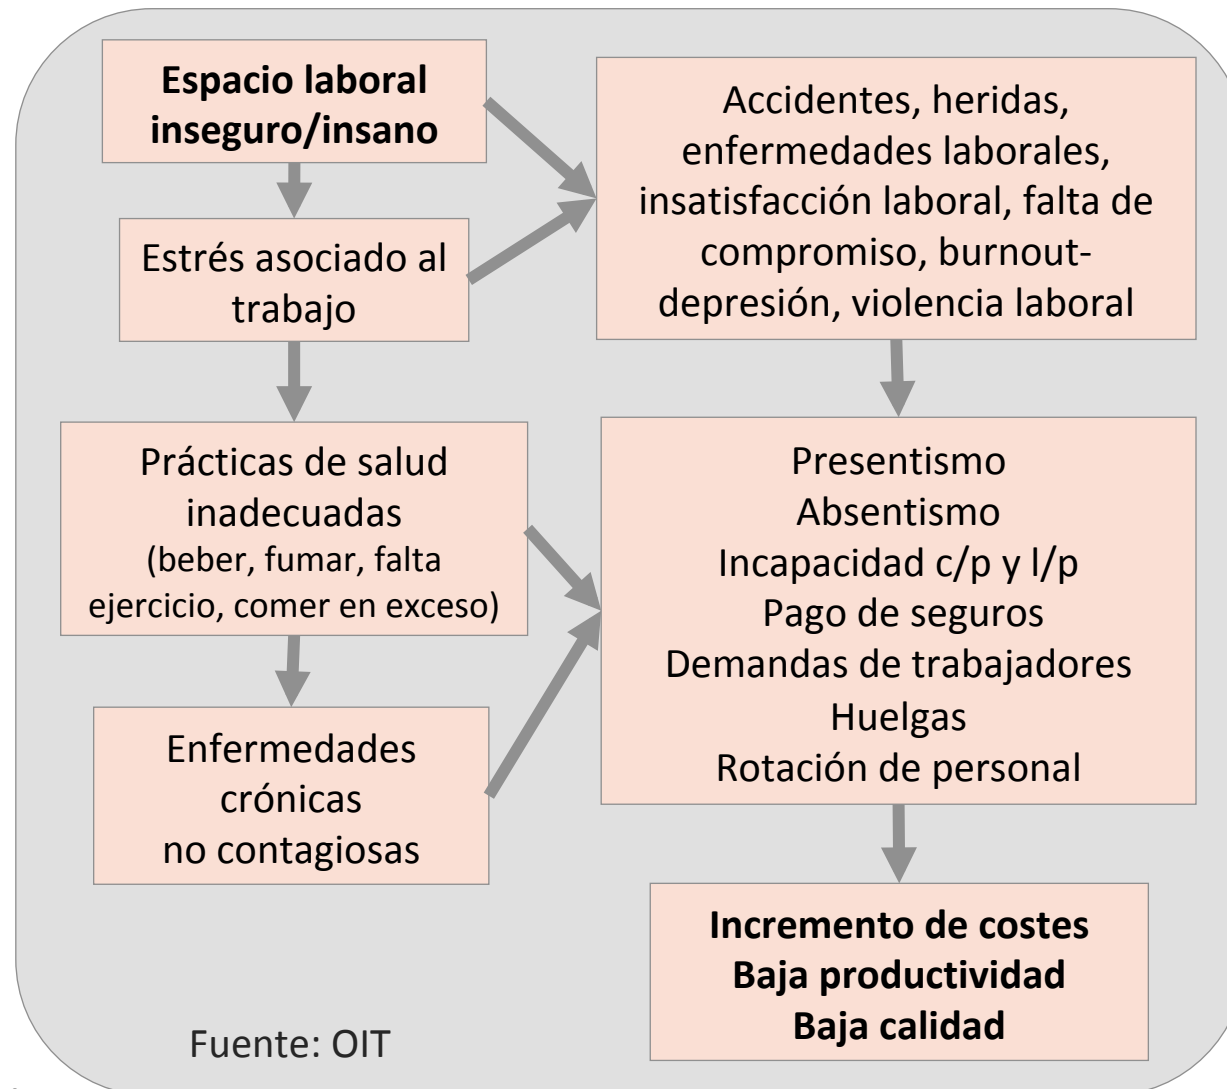 Espacio laboral
inseguro/insano
Estrés asociado al
trabajo
Prácticas de salud
inadecuadas
(beber, fumar, falta
ejercicio, comer en exceso)
Enfermedades
crónicas
no contagiosas
Accidentes, heridas,
enfermedades laborales,
insatisfacción laboral, falta de
compromiso, burnout-
depresión, violencia laboral
Presentismo
Absentismo
Incapacidad c/p y l/p
Pago de seguros
Demandas de trabajadores
Huelgas
Rotación de personal
Incremento de costes
Baja productividad
Baja calidad
Fuente: OIT